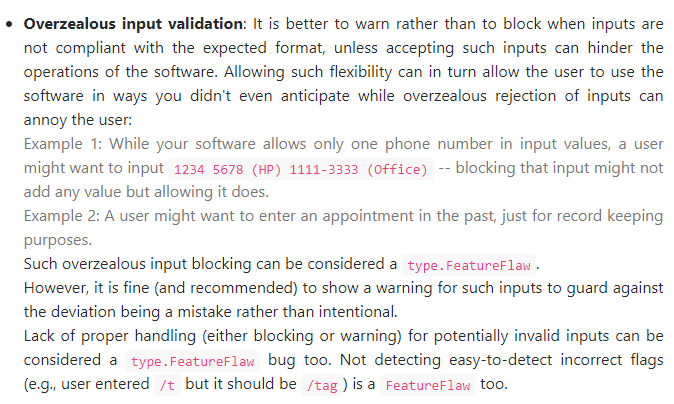 • Overzealous input validation: It is better to warn rather than to block when inputs are
not compliant with the expected format, unless accepting such inputs can hinder the
operations of the software. Allowing such flexibility can in turn allow the user to use the
software in ways you didn't even anticipate while overzealous rejection of inputs can
annoy the user:
Example 1: While your software allows only one phone number in input values, a user
might want to input 1234 5678 (HP) 1111-3333 (Office) -- blocking that input might not
add any value but allowing it does.
Example 2: A user might want to enter an appointment in the past, just for record keeping
purposes.
Such overzealous input blocking can be considered a type.FeatureFlaw.
However, it is fine (and recommended) to show a warning for such inputs to guard against
the deviation being a mistake rather than intentional.
Lack of proper handling (either blocking or warning) for potentially invalid inputs can be
considered a type.FeatureFlaw bug too. Not detecting easy-to-detect incorrect flags
(e.g., user entered /t but it should be /tag) is a FeatureFlaw too.